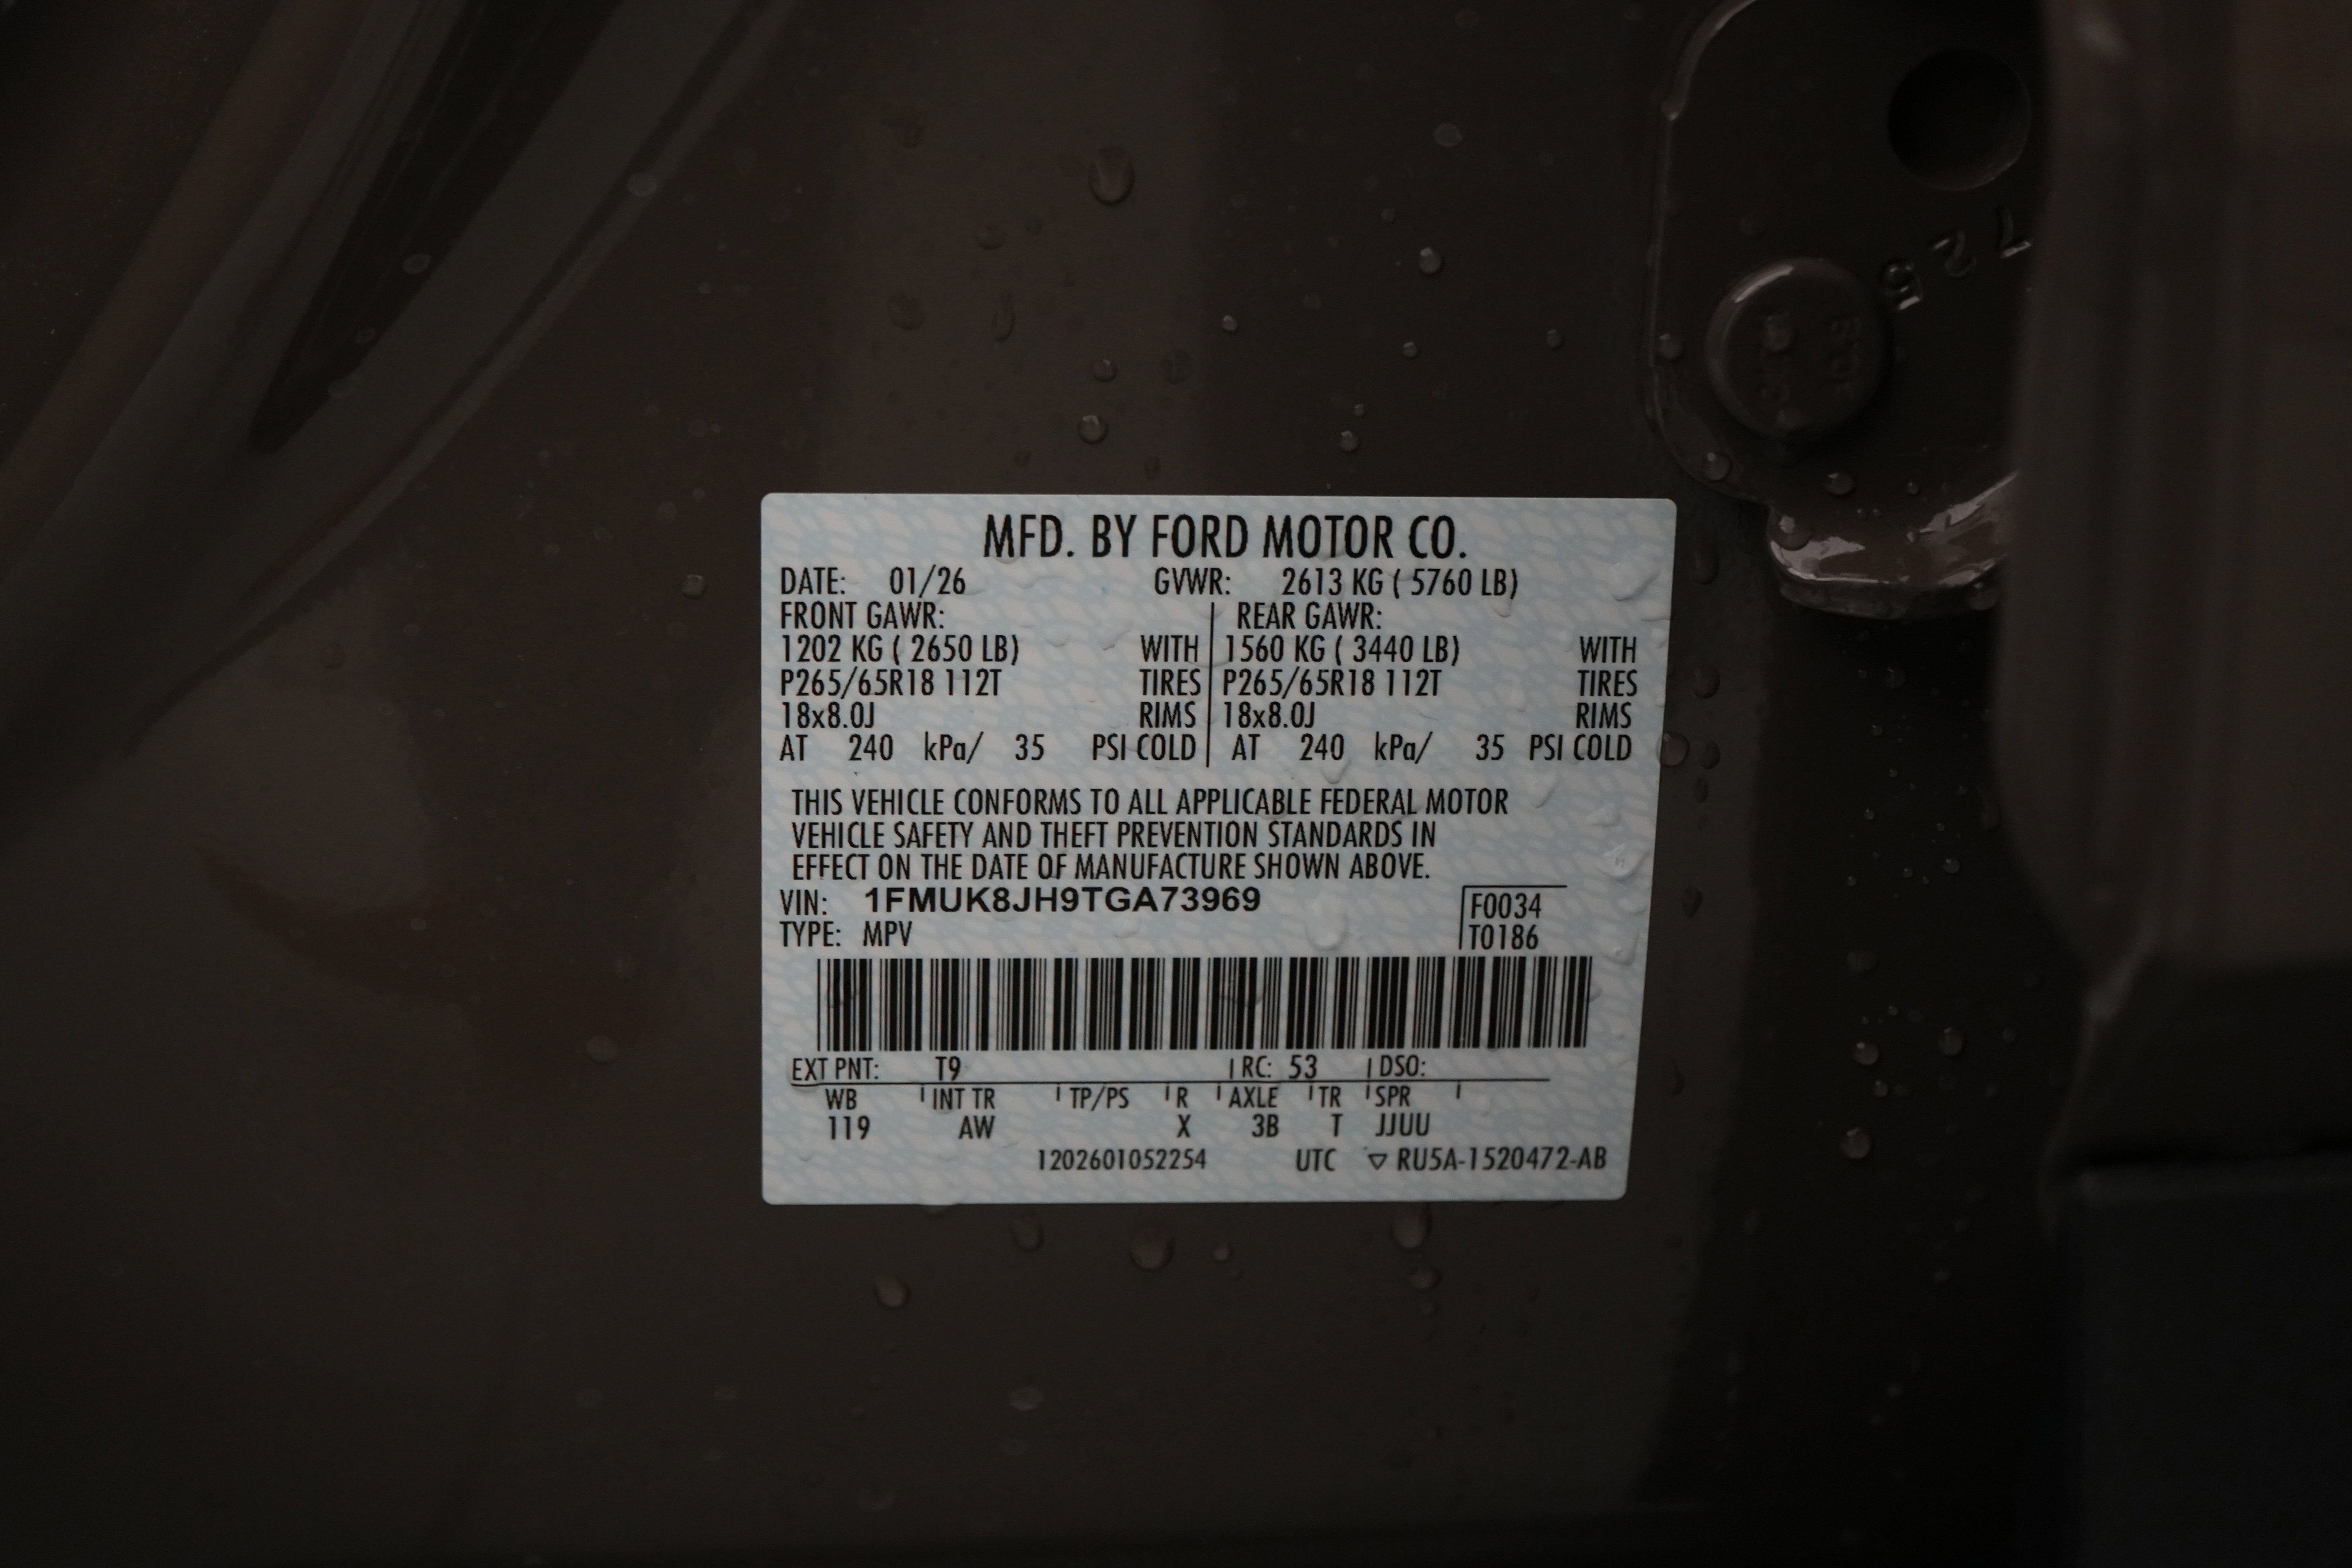 MFD. BY FORD MOTOR CO.
DATE: 01/26 GVWR: 2613 KG ( 5760 LB)
FRONT GAWR: REAR GAWR:
1202 KG ( 2650 LB) WITH 1560 KG ( 3440 LB) WITH
P265/65R18 112T TIRES P265/65R18 112T TIRES
18x8.0J RIMS 18x8.0J RIMS
AT 240 kPa/ 35 PSI COLD AT 240 kPa/ 35 PSI COLD
THIS VEHICLE CONFORMS TO ALL APPLICABLE FEDERAL MOTOR
VEHICLE SAFETY AND THEFT PREVENTION STANDARDS IN
EFFECT ON THE DATE OF MANUFACTURE SHOWN ABOVE.
VIN: 1FMUK8JH9TGA73969 F0034
TYPE: MPV T0186
EXT PNT: T9 RC: 53 DSO:
WB INT TR TP/PS R AXLE TR SPR
119 AW X 3B T JJUU
1202601052254 UTC ▽ RU5A-1520472-AB